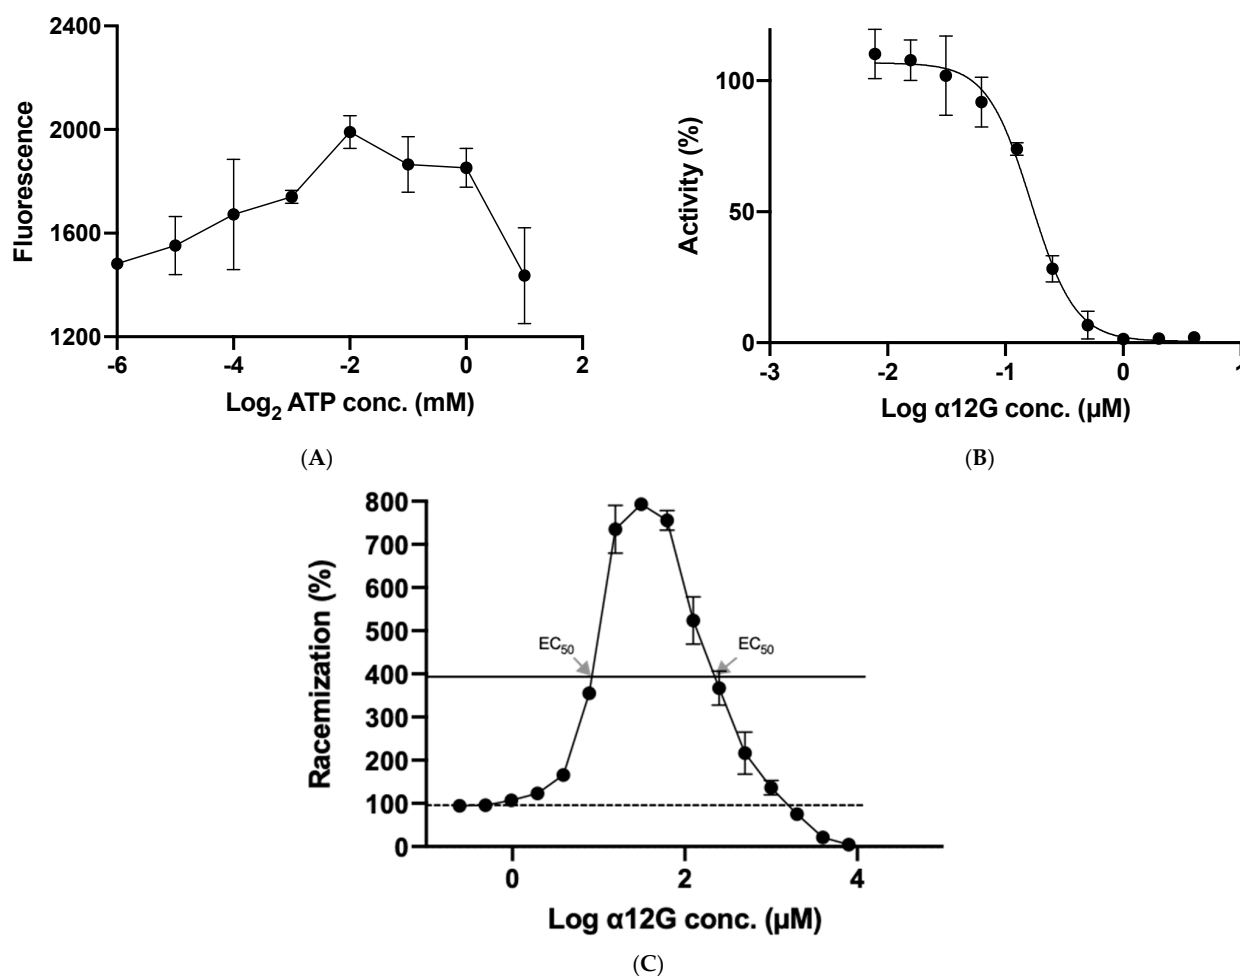 2400
2000
1600
1200
Fluorescence
-6 -4 -2 0 2
Log₂ ATP conc. (mM)
(A)
100
50
0
Activity (%)
-3 -2 -1 0 1
Log α12G conc. (μM)
(B)
800
700
600
500
400
300
200
100
0
Racemization (%)
EC₅₀ EC₅₀
0 2 4
Log α12G conc. (μM)
(C)